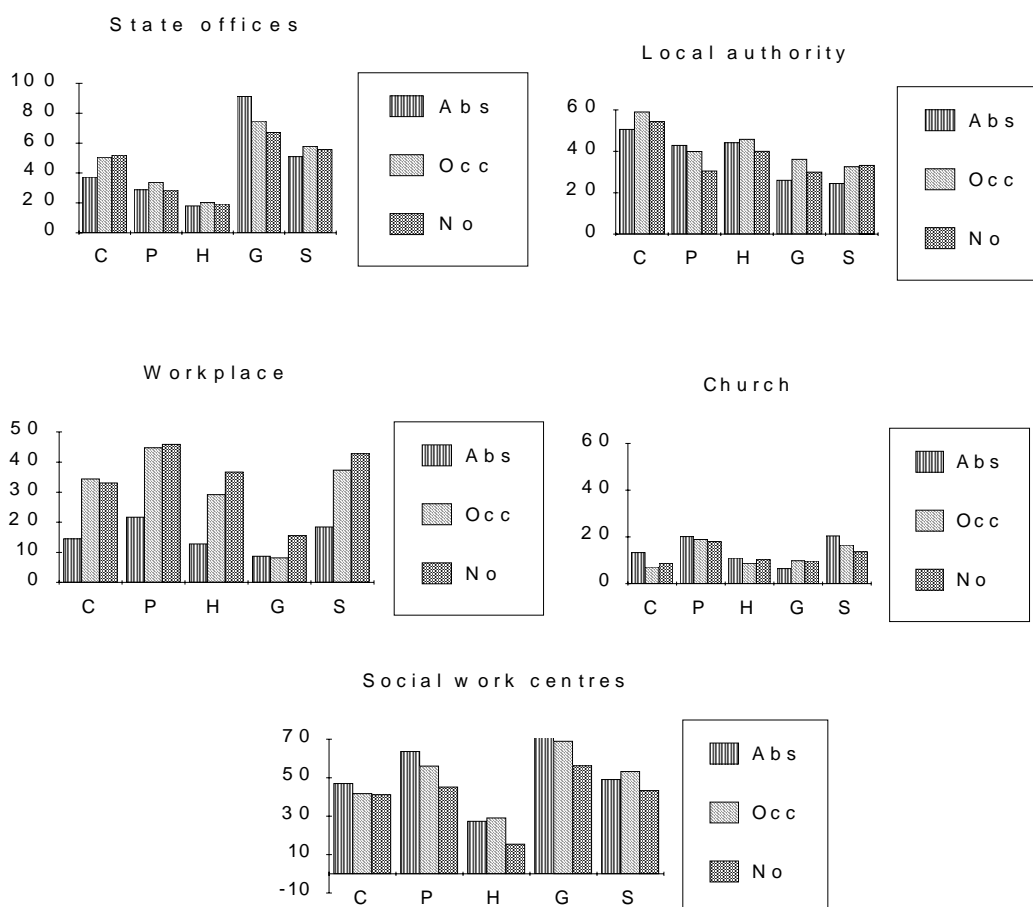 State offices
100
80
60
40
20
0
C P H G S
Abs
Occ
No
Local authority
60
40
20
0
C P H G S
Abs
Occ
No
Workplace
50
40
30
20
10
0
C P H G S
Abs
Occ
No
Church
60
40
20
0
C P H G S
Abs
Occ
No
Social work centres
70
50
30
10
-10
C P H G S
Abs
Occ
No